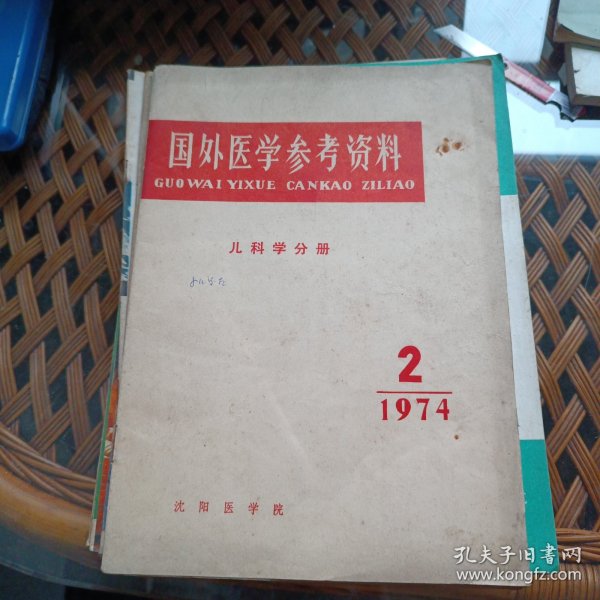 国外医学参考资料
GUOWAI YIXUE CANKAO ZILIAO
儿科学分册
2
1974
沈阳医学院
孔夫子旧书网
www.kongfz.com